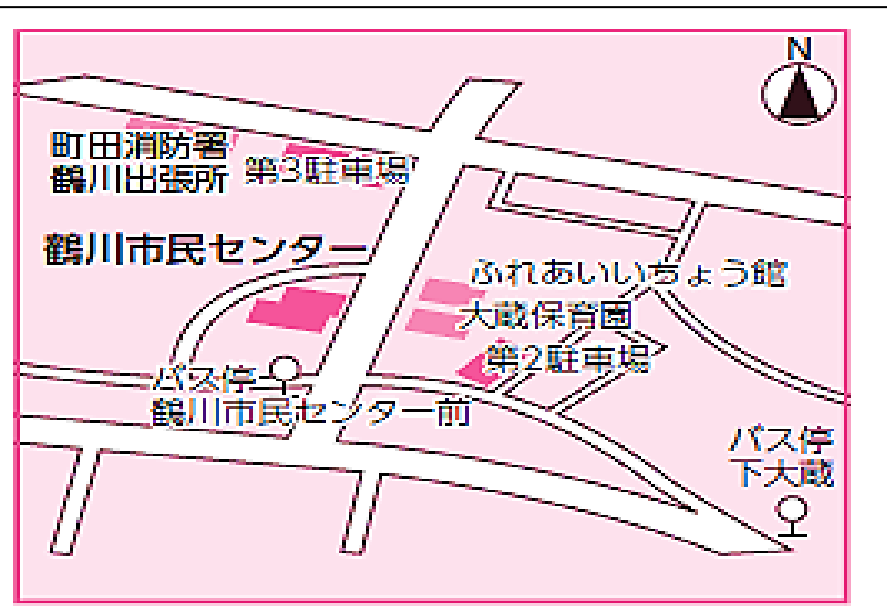 N
町田消防署
鶴川出張所
第3駐車場
鶴川市民センター
ふれあいいちょう館
大蔵保育園
第2駐車場
バス停
鶴川市民センター前
バス停
下大蔵